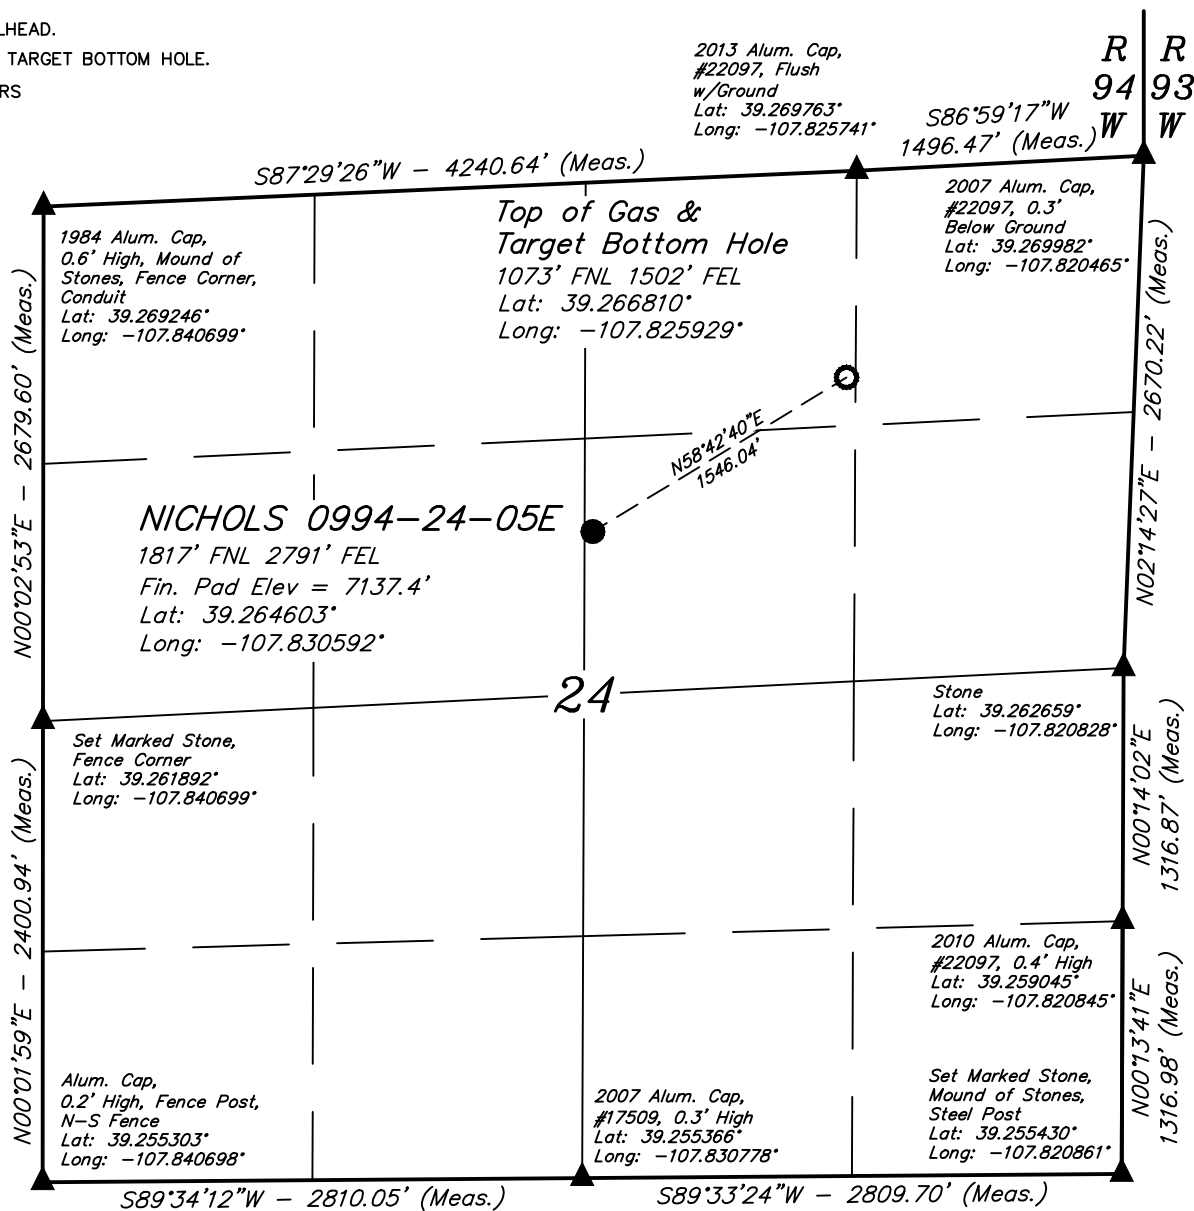 LHEAD.
TARGET BOTTOM HOLE.
RS
R R
94 93
W W
2013 Alum. Cap,
#22097, Flush
w/Ground
Lat: 39.269763°
Long: -107.825741°
S86°59'17"W
1496.47' (Meas.)
S87°29'26"W - 4240.64' (Meas.)
1984 Alum. Cap,
0.6' High, Mound of
Stones, Fence Corner,
Conduit
Lat: 39.269246°
Long: -107.840699°
Top of Gas &
Target Bottom Hole
1073' FNL 1502' FEL
Lat: 39.266810°
Long: -107.825929°
2007 Alum. Cap,
#22097, 0.3'
Below Ground
Lat: 39.269982°
Long: -107.820465°
N00°02'53"E - 2679.60' (Meas.)
N02°14'27"E - 2670.22' (Meas.)
N58°42'40"E
1546.04'
NICHOLS 0994-24-05E
1817' FNL 2791' FEL
Fin. Pad Elev = 7137.4'
Lat: 39.264603°
Long: -107.830592°
24
Stone
Lat: 39.262659°
Long: -107.820828°
Set Marked Stone,
Fence Corner
Lat: 39.261892°
Long: -107.840699°
N00°14'02"E
1316.87' (Meas.)
N00°01'59"E - 2400.94' (Meas.)
2010 Alum. Cap,
#22097, 0.4' High
Lat: 39.259045°
Long: -107.820845°
N00°13'41"E
1316.98' (Meas.)
Alum. Cap,
0.2' High, Fence Post,
N-S Fence
Lat: 39.255303°
Long: -107.840698°
2007 Alum. Cap,
#17509, 0.3' High
Lat: 39.255366°
Long: -107.830778°
Set Marked Stone,
Mound of Stones,
Steel Post
Lat: 39.255430°
Long: -107.820861°
S89°34'12"W - 2810.05' (Meas.)
S89°33'24"W - 2809.70' (Meas.)